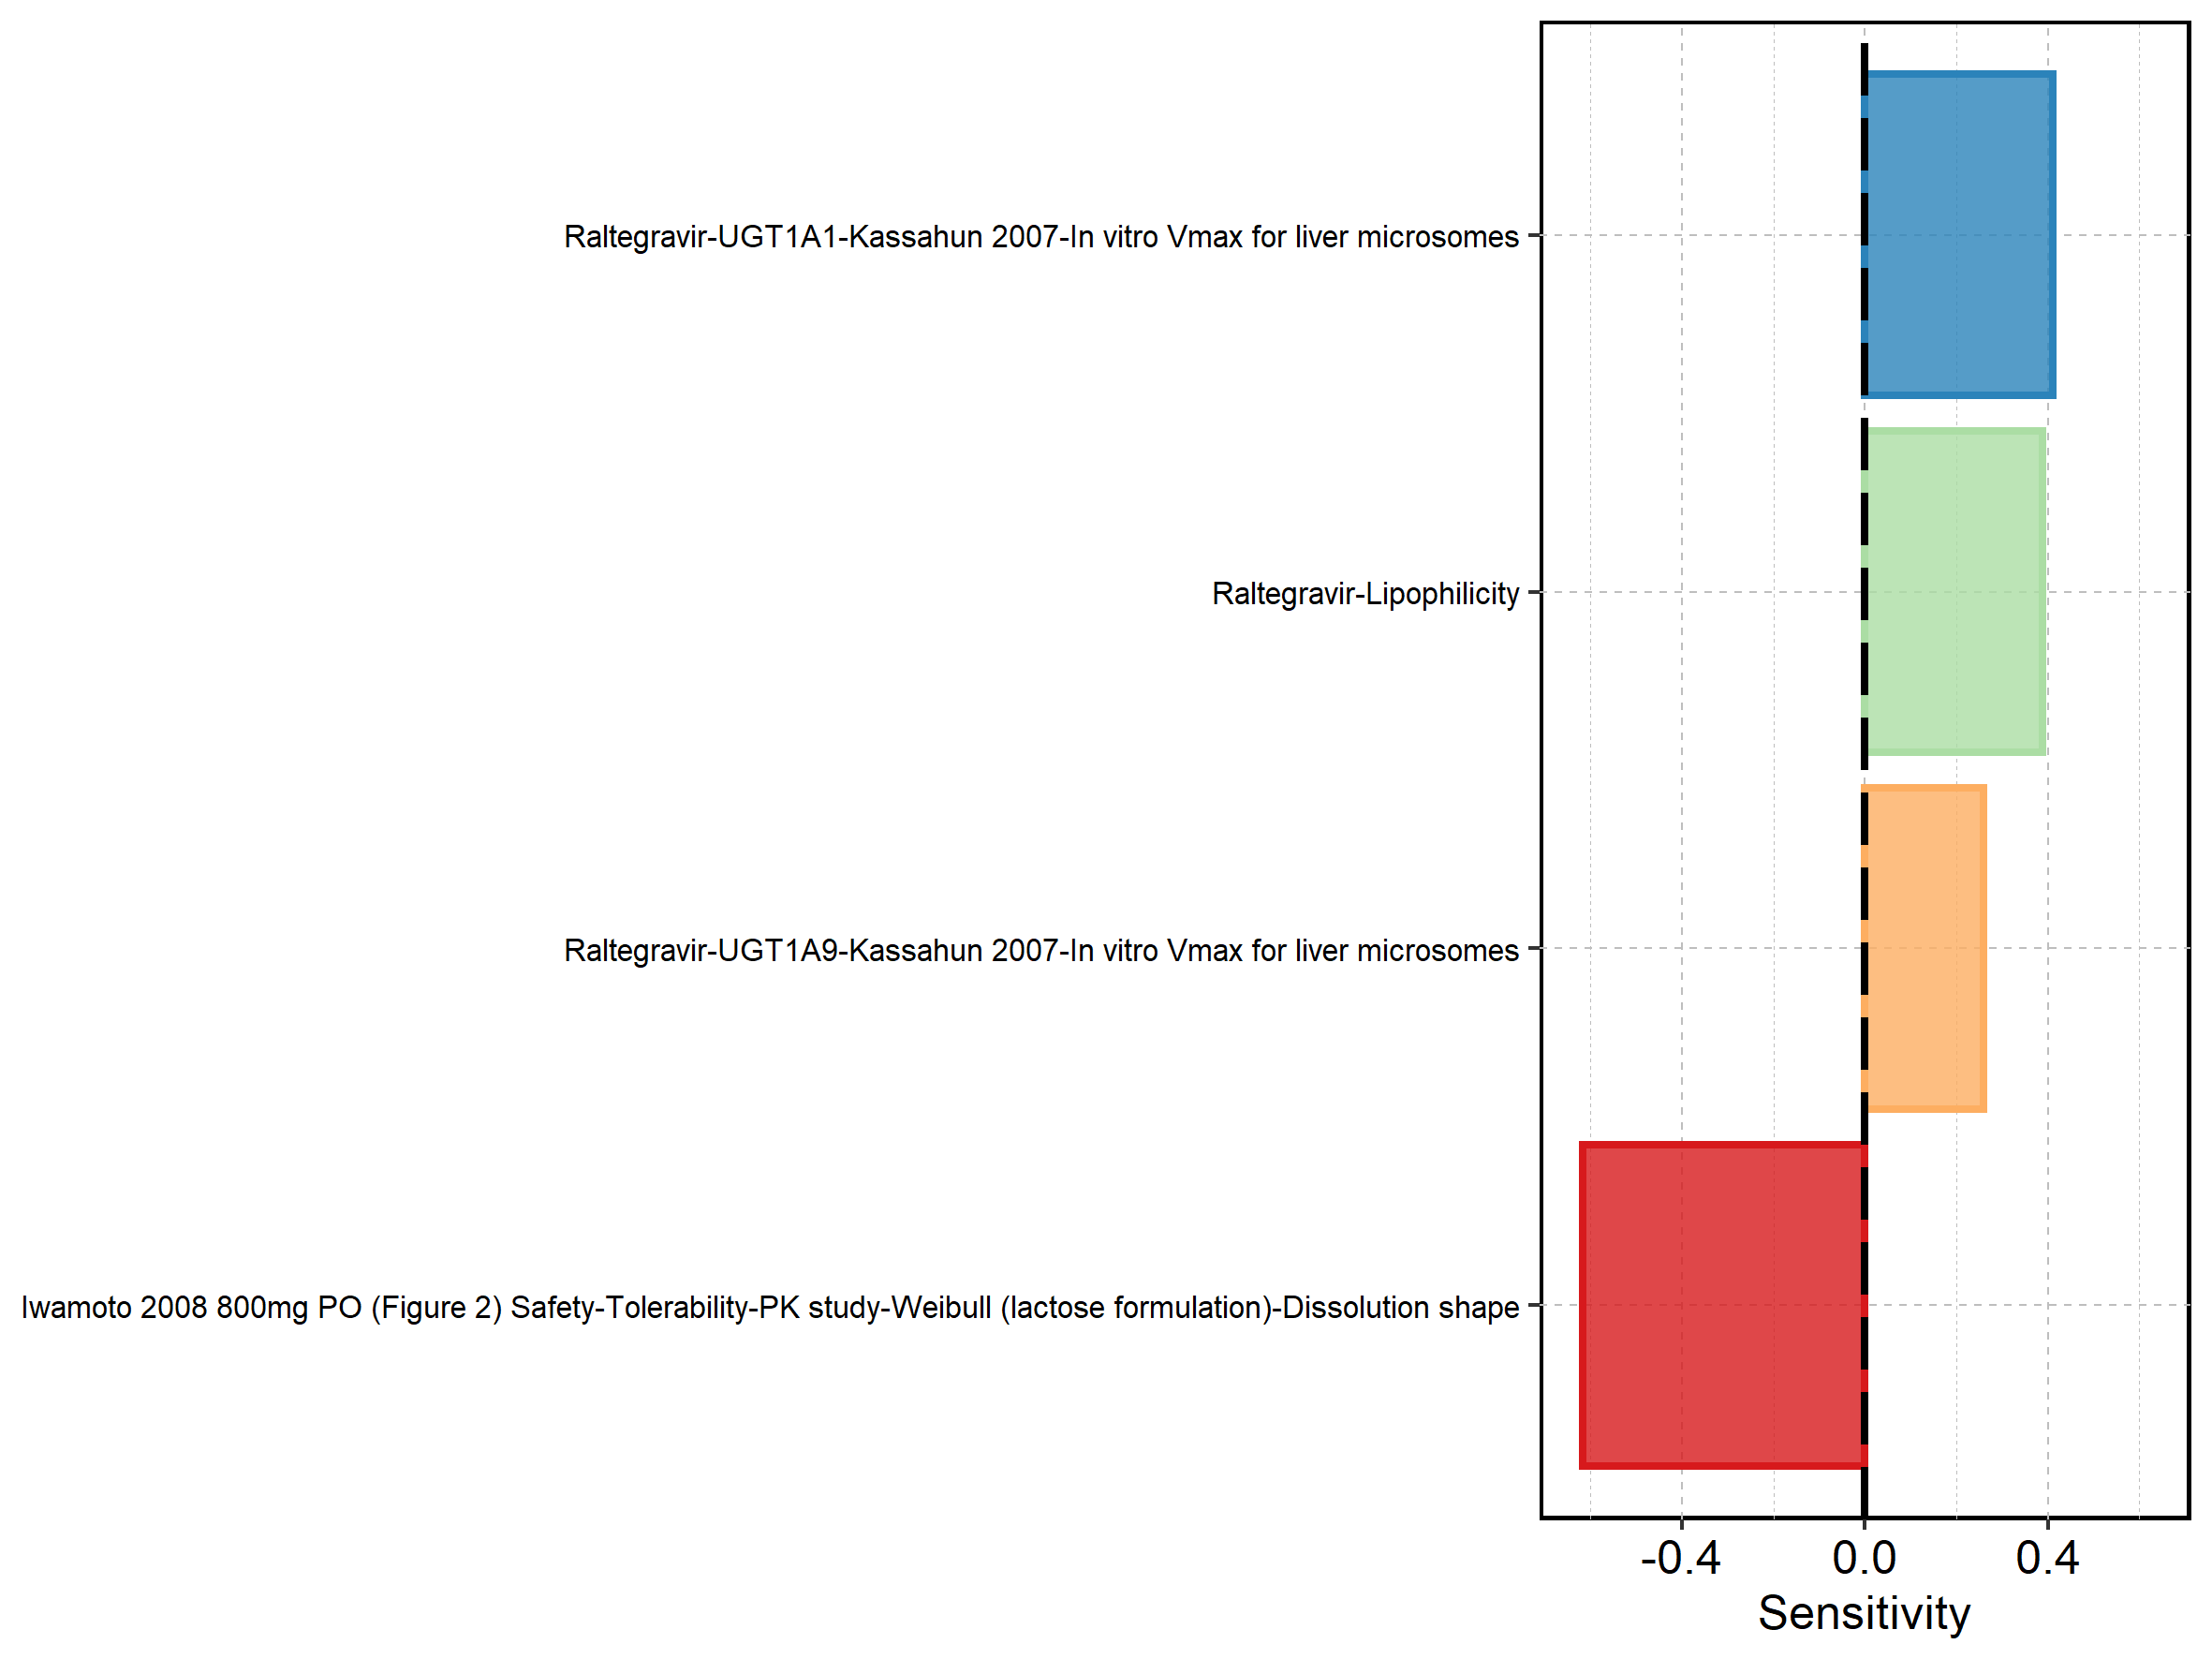 Raltegravir-UGT1A1-Kassahun 2007-In vitro Vmax for liver microsomes
Raltegravir-Lipophilicity
Raltegravir-UGT1A9-Kassahun 2007-In vitro Vmax for liver microsomes
Iwamoto 2008 800mg PO (Figure 2) Safety-Tolerability-PK study-Weibull (lactose formulation)-Dissolution shape
-0.4 0.0 0.4
Sensitivity